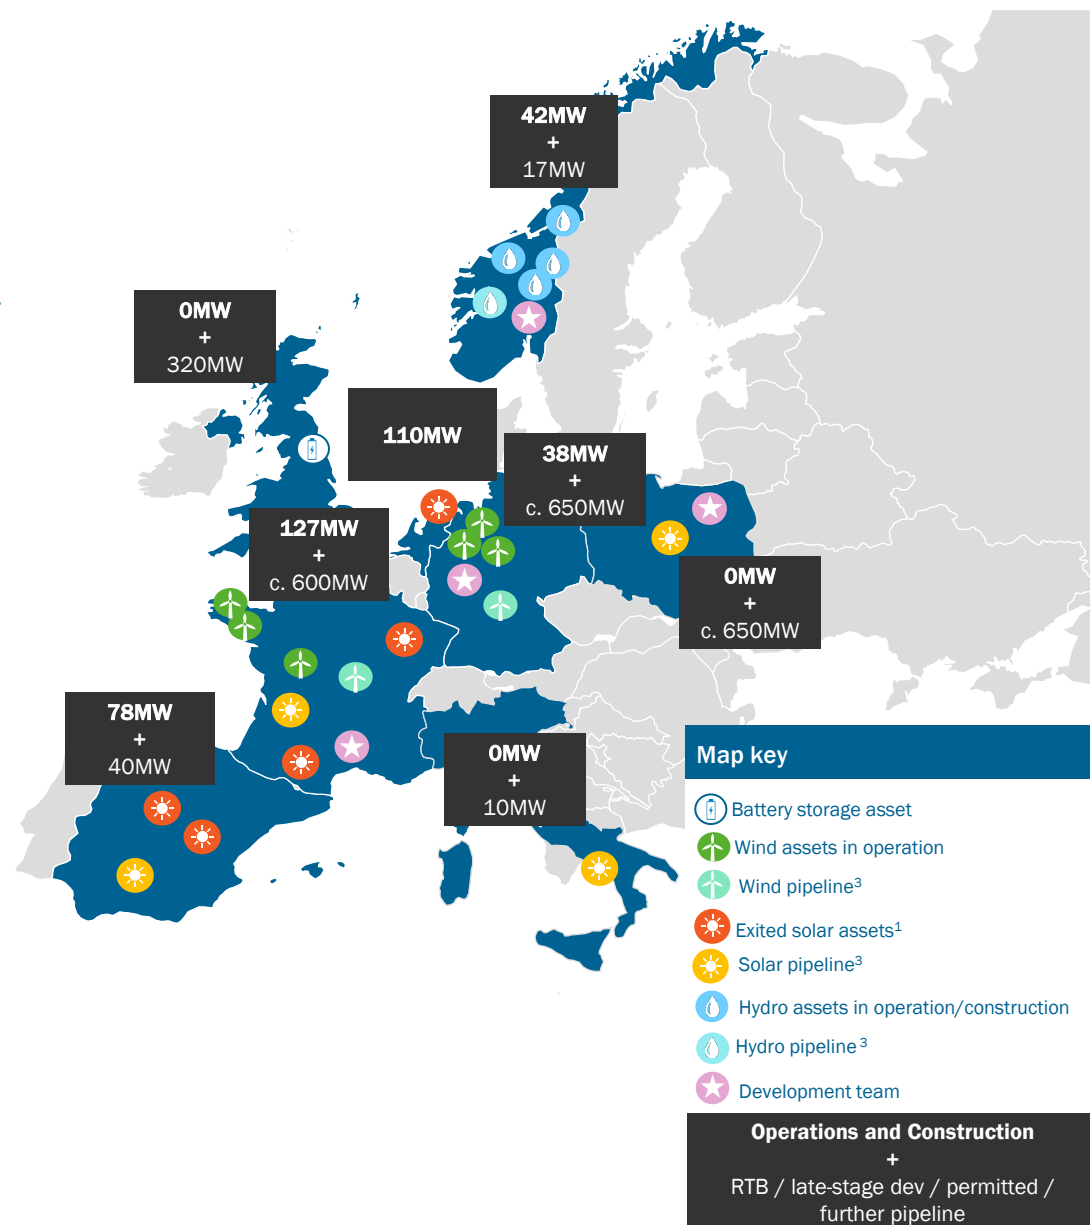 42MW
+
17MW
0MW
+
320MW
110MW
38MW
+
c. 650MW
127MW
+
c. 600MW
0MW
+
c. 650MW
78MW
+
40MW
0MW
+
10MW
Map key
Battery storage asset
Wind assets in operation
Wind pipeline³
Exited solar assets¹
Solar pipeline³
Hydro assets in operation/construction
Hydro pipeline ³
Development team
Operations and Construction
+
RTB / late-stage dev / permitted /
further pipeline